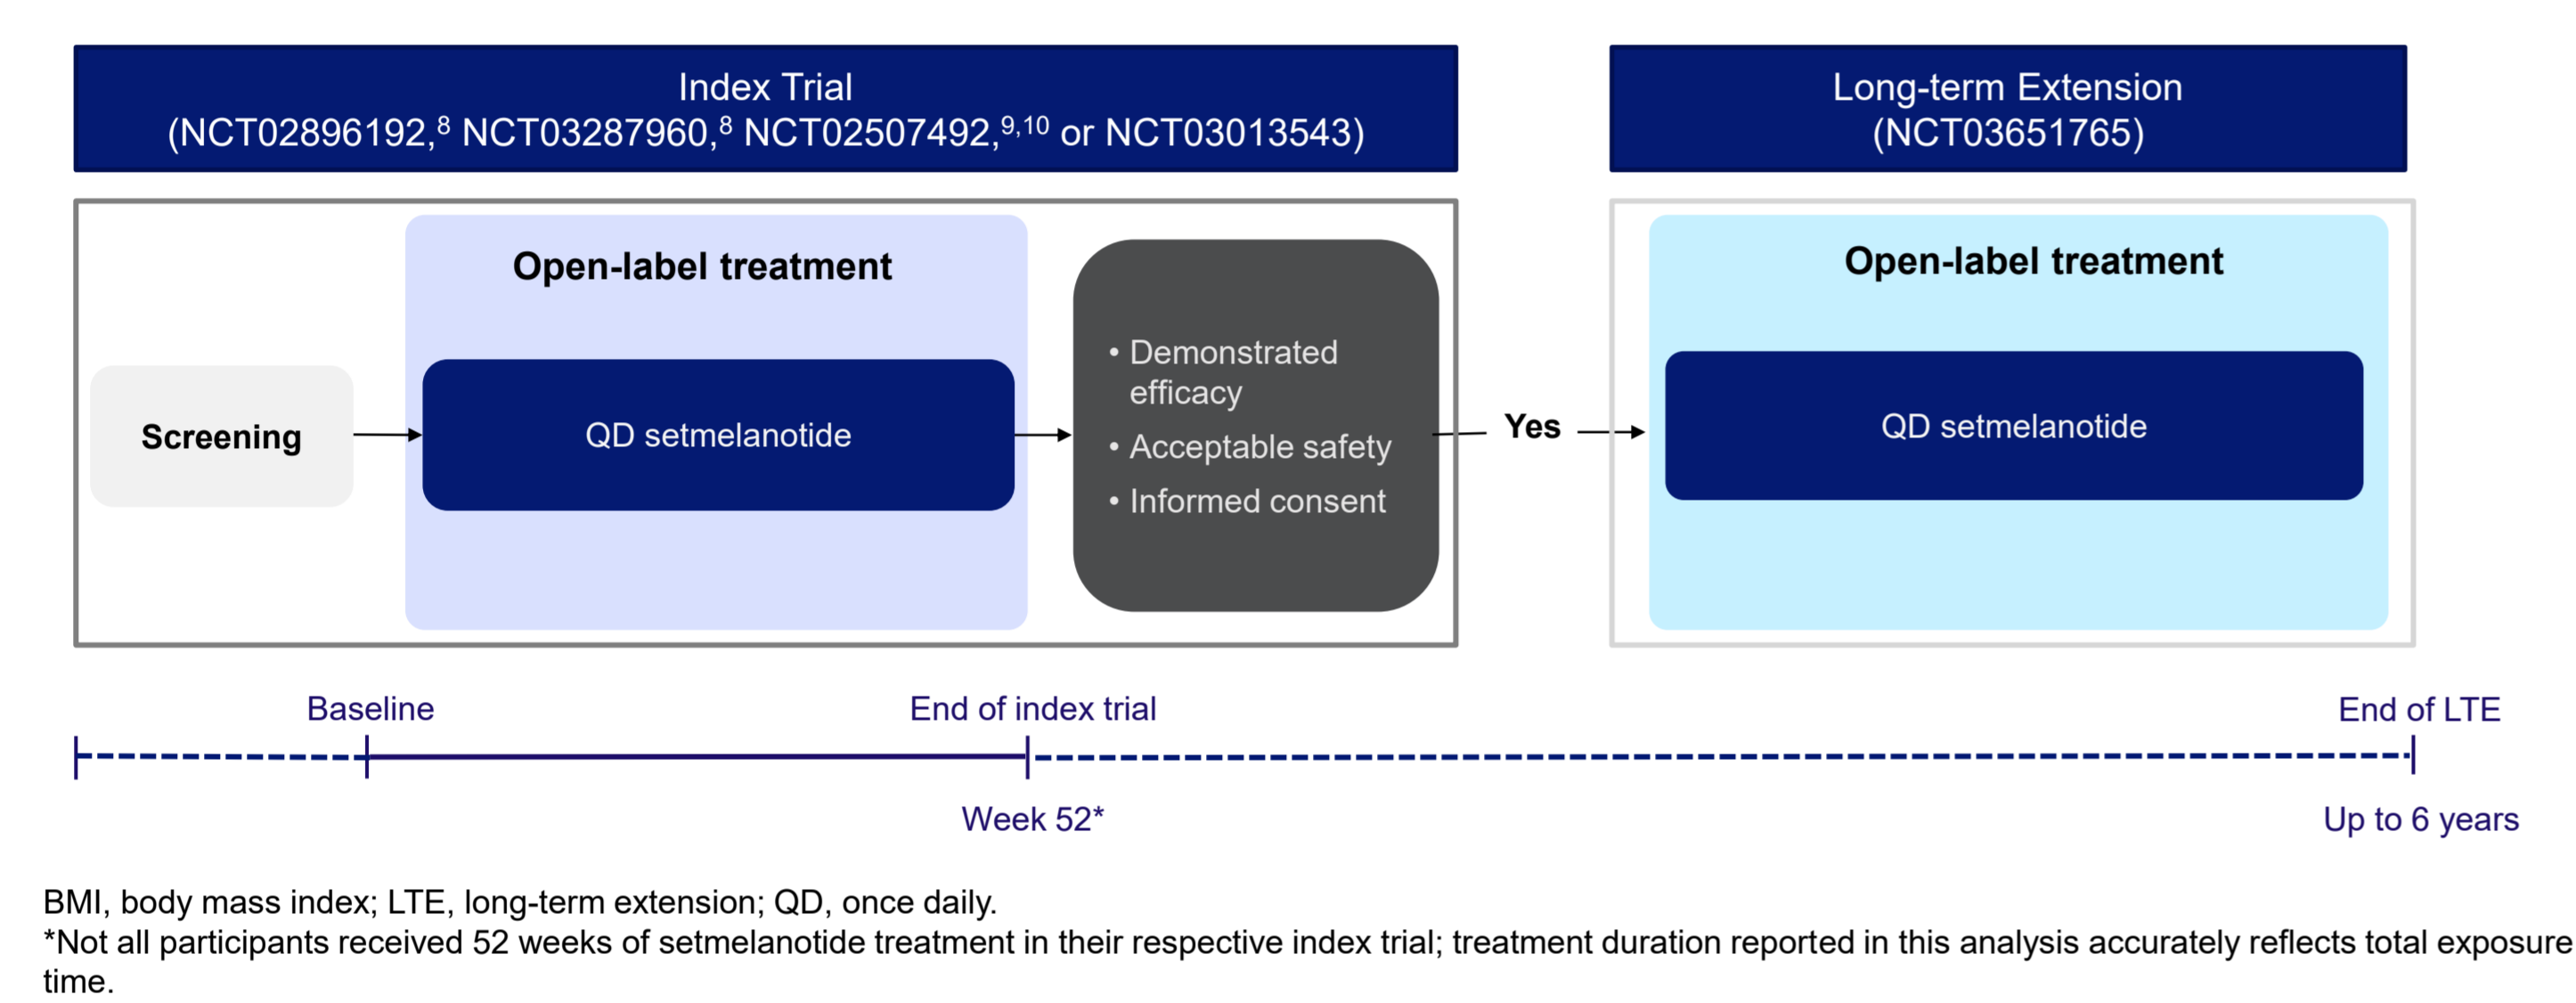 Index Trial
(NCT02896192,⁸ NCT03287960,⁸ NCT02507492,⁹,¹⁰ or NCT03013543)
Long-term Extension
(NCT03651765)
Screening
Open-label treatment
QD setmelanotide
• Demonstrated
efficacy
• Acceptable safety
• Informed consent
Yes
Open-label treatment
QD setmelanotide
Baseline
End of index trial
End of LTE
Week 52*
Up to 6 years
BMI, body mass index; LTE, long-term extension; QD, once daily.
*Not all participants received 52 weeks of setmelanotide treatment in their respective index trial; treatment duration reported in this analysis accurately reflects total exposure
time.